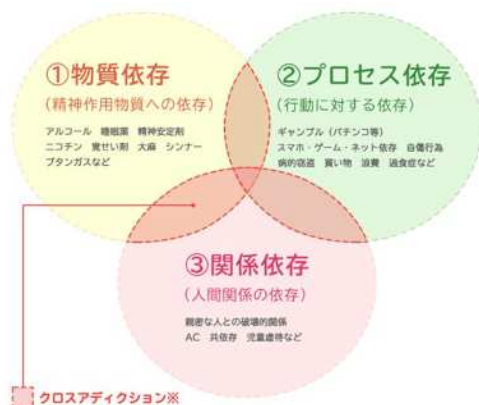 ①物質依存
(精神作用物質への依存)
アルコール 睡眠薬 精神安定剤
ニコチン 覚せい剤 大麻 シンナー
ブタンガスなど
②プロセス依存
(行動に対する依存)
ギャンブル(パチンコ等)
スマホ・ゲーム・ネット依存 自傷行為
病的窃盗 買い物 浪費 過食症など
③関係依存
(人間関係の依存)
親密な人との破壊的関係
AC 共依存 児童虐待など
クロスアディクション※